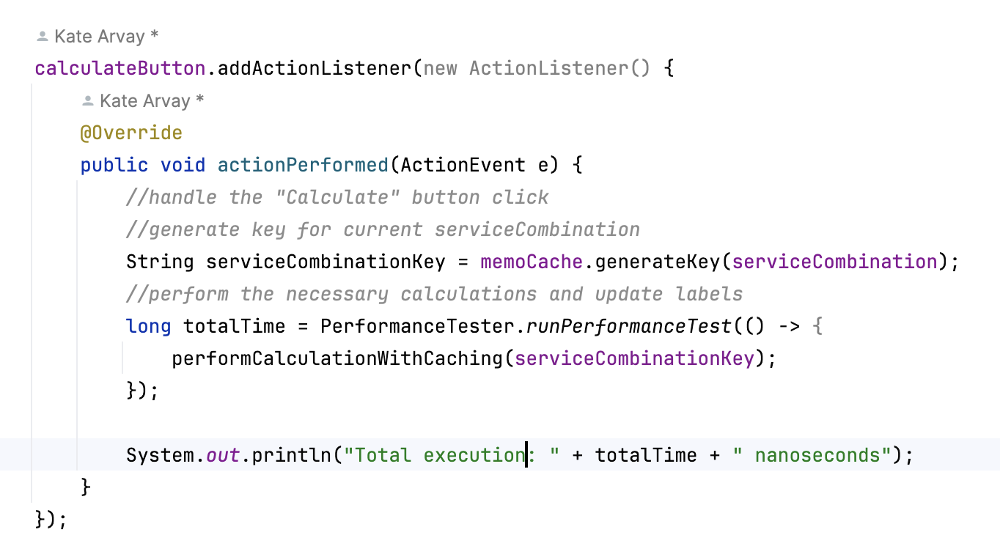 Kate Arvay *
calculateButton.addActionListener(new ActionListener() {
Kate Arvay *
@Override
public void actionPerformed(ActionEvent e) {
//handle the "Calculate" button click
//generate key for current serviceCombination
String serviceCombinationKey = memoCache.generateKey(serviceCombination);
//perform the necessary calculations and update labels
long totalTime = PerformanceTester.runPerformanceTest(() -> {
performCalculationWithCaching(serviceCombinationKey);
});
System.out.println("Total execution: " + totalTime + " nanoseconds");
}
});